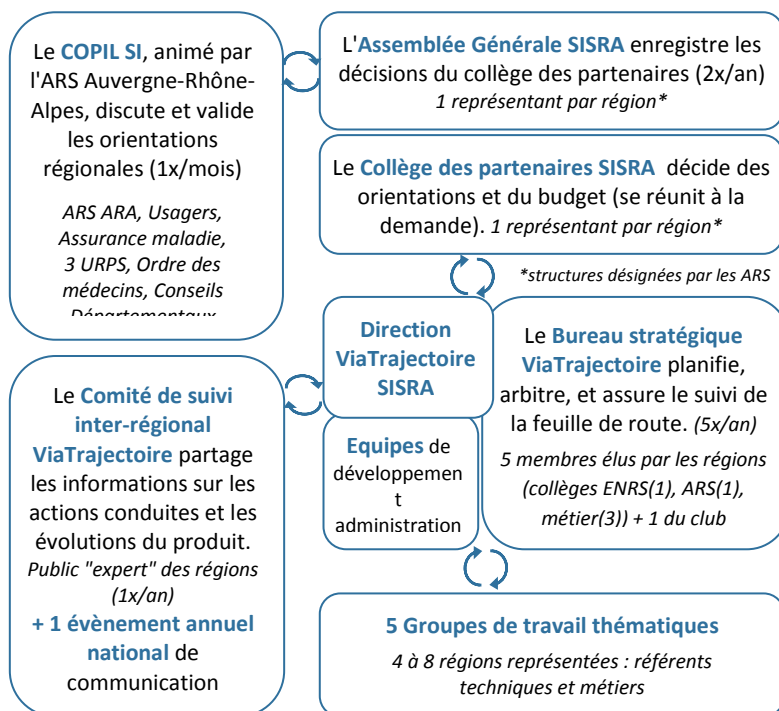 Le COPIL SI, animé par
l'ARS Auvergne-Rhône-
Alpes, discute et valide
les orientations
régionales (1x/mois)
ARS ARA, Usagers,
Assurance maladie,
3 URPS, Ordre des
médecins, Conseils
Départementaux
L'Assemblée Générale SISRA enregistre les
décisions du collège des partenaires (2x/an)
1 représentant par région*
Le Collège des partenaires SISRA décide des
orientations et du budget (se réunit à la
demande). 1 représentant par région*
*structures désignées par les ARS
Direction
ViaTrajectoire
SISRA
Equipes de
développemen
t
administration
Le Bureau stratégique
ViaTrajectoire planifie,
arbitre, et assure le suivi de
la feuille de route. (5x/an)
5 membres élus par les régions
(collèges ENRS(1), ARS(1),
métier(3)) + 1 du club
Le Comité de suivi
inter-régional
ViaTrajectoire partage
les informations sur les
actions conduites et les
évolutions du produit.
Public "expert" des régions
(1x/an)
+ 1 évènement annuel
national de
communication
5 Groupes de travail thématiques
4 à 8 régions représentées : référents
techniques et métiers